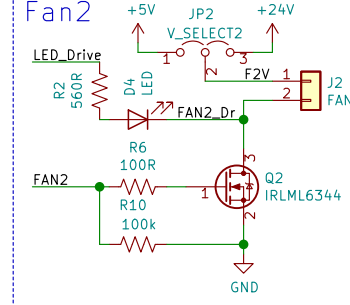 Fan2
+5V
JP2
+24V
V_SELECT2
1
3
2
LED_Drive
F2V
1
J2
2
FAN
R2
560R
D4
LED
FAN2_Dr
R6
100R
3
FAN2
1
Q2
IRLML6344
R10
100k
2
GND